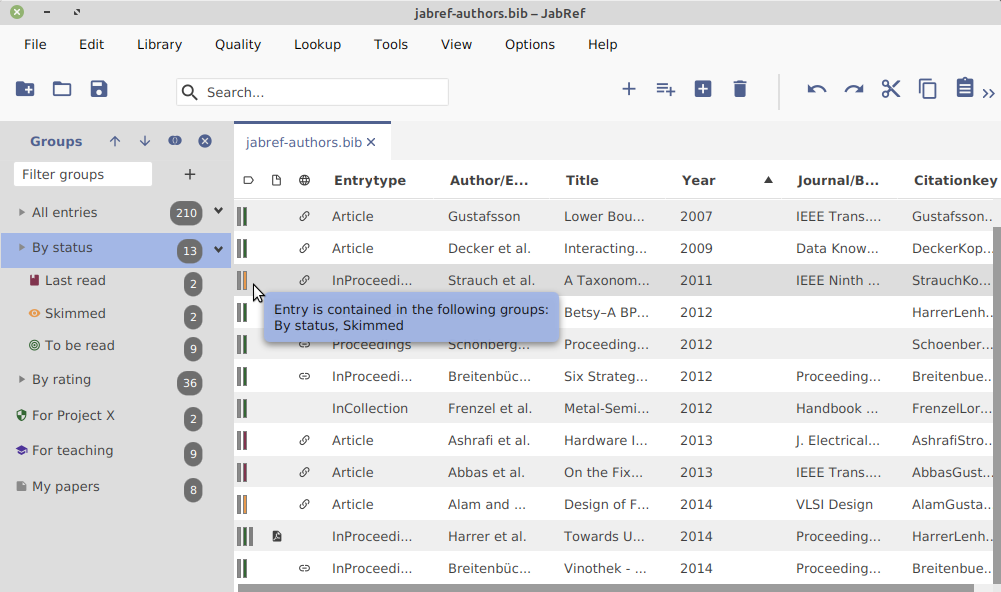 jabref-authors.bib – JabRef
File Edit Library Quality Lookup Tools View Options Help
Search...
Groups
jabref-authors.bib
Filter groups
Entrytype Author/E... Title Year Journal/B... Citationkey
All entries 210
By status 13
Last read 2
Skimmed 2
To be read 9
By rating 36
For Project X 2
For teaching 9
My papers 8
Article Gustafsson Lower Bou... 2007 IEEE Trans.... Gustafsson...
Article Decker et al. Interacting... 2009 Data Know... DeckerKop...
InProceedi... Strauch et al. A Taxonom... 2011 IEEE Ninth ... StrauchKo...
Entry is contained in the following groups:
By status, Skimmed
Betsy–A BP... 2012 HarrerLenh...
Proceedings Schonberg... Proceeding... 2012 Schoenber...
InProceedi... Breitenbüc... Six Strateg... 2012 Proceeding... Breitenbue...
InCollection Frenzel et al. Metal-Semi... 2012 Handbook ... FrenzelLor...
Article Ashrafi et al. Hardware I... 2013 J. Electrical... AshrafiStro...
Article Abbas et al. On the Fix... 2013 IEEE Trans.... AbbasGust...
Article Alam and ... Design of F... 2014 VLSI Design AlamGusta...
InProceedi... Harrer et al. Towards U... 2014 Proceeding... HarrerLenh...
InProceedi... Breitenbüc... Vinothek - ... 2014 Proceeding... Breitenbue...